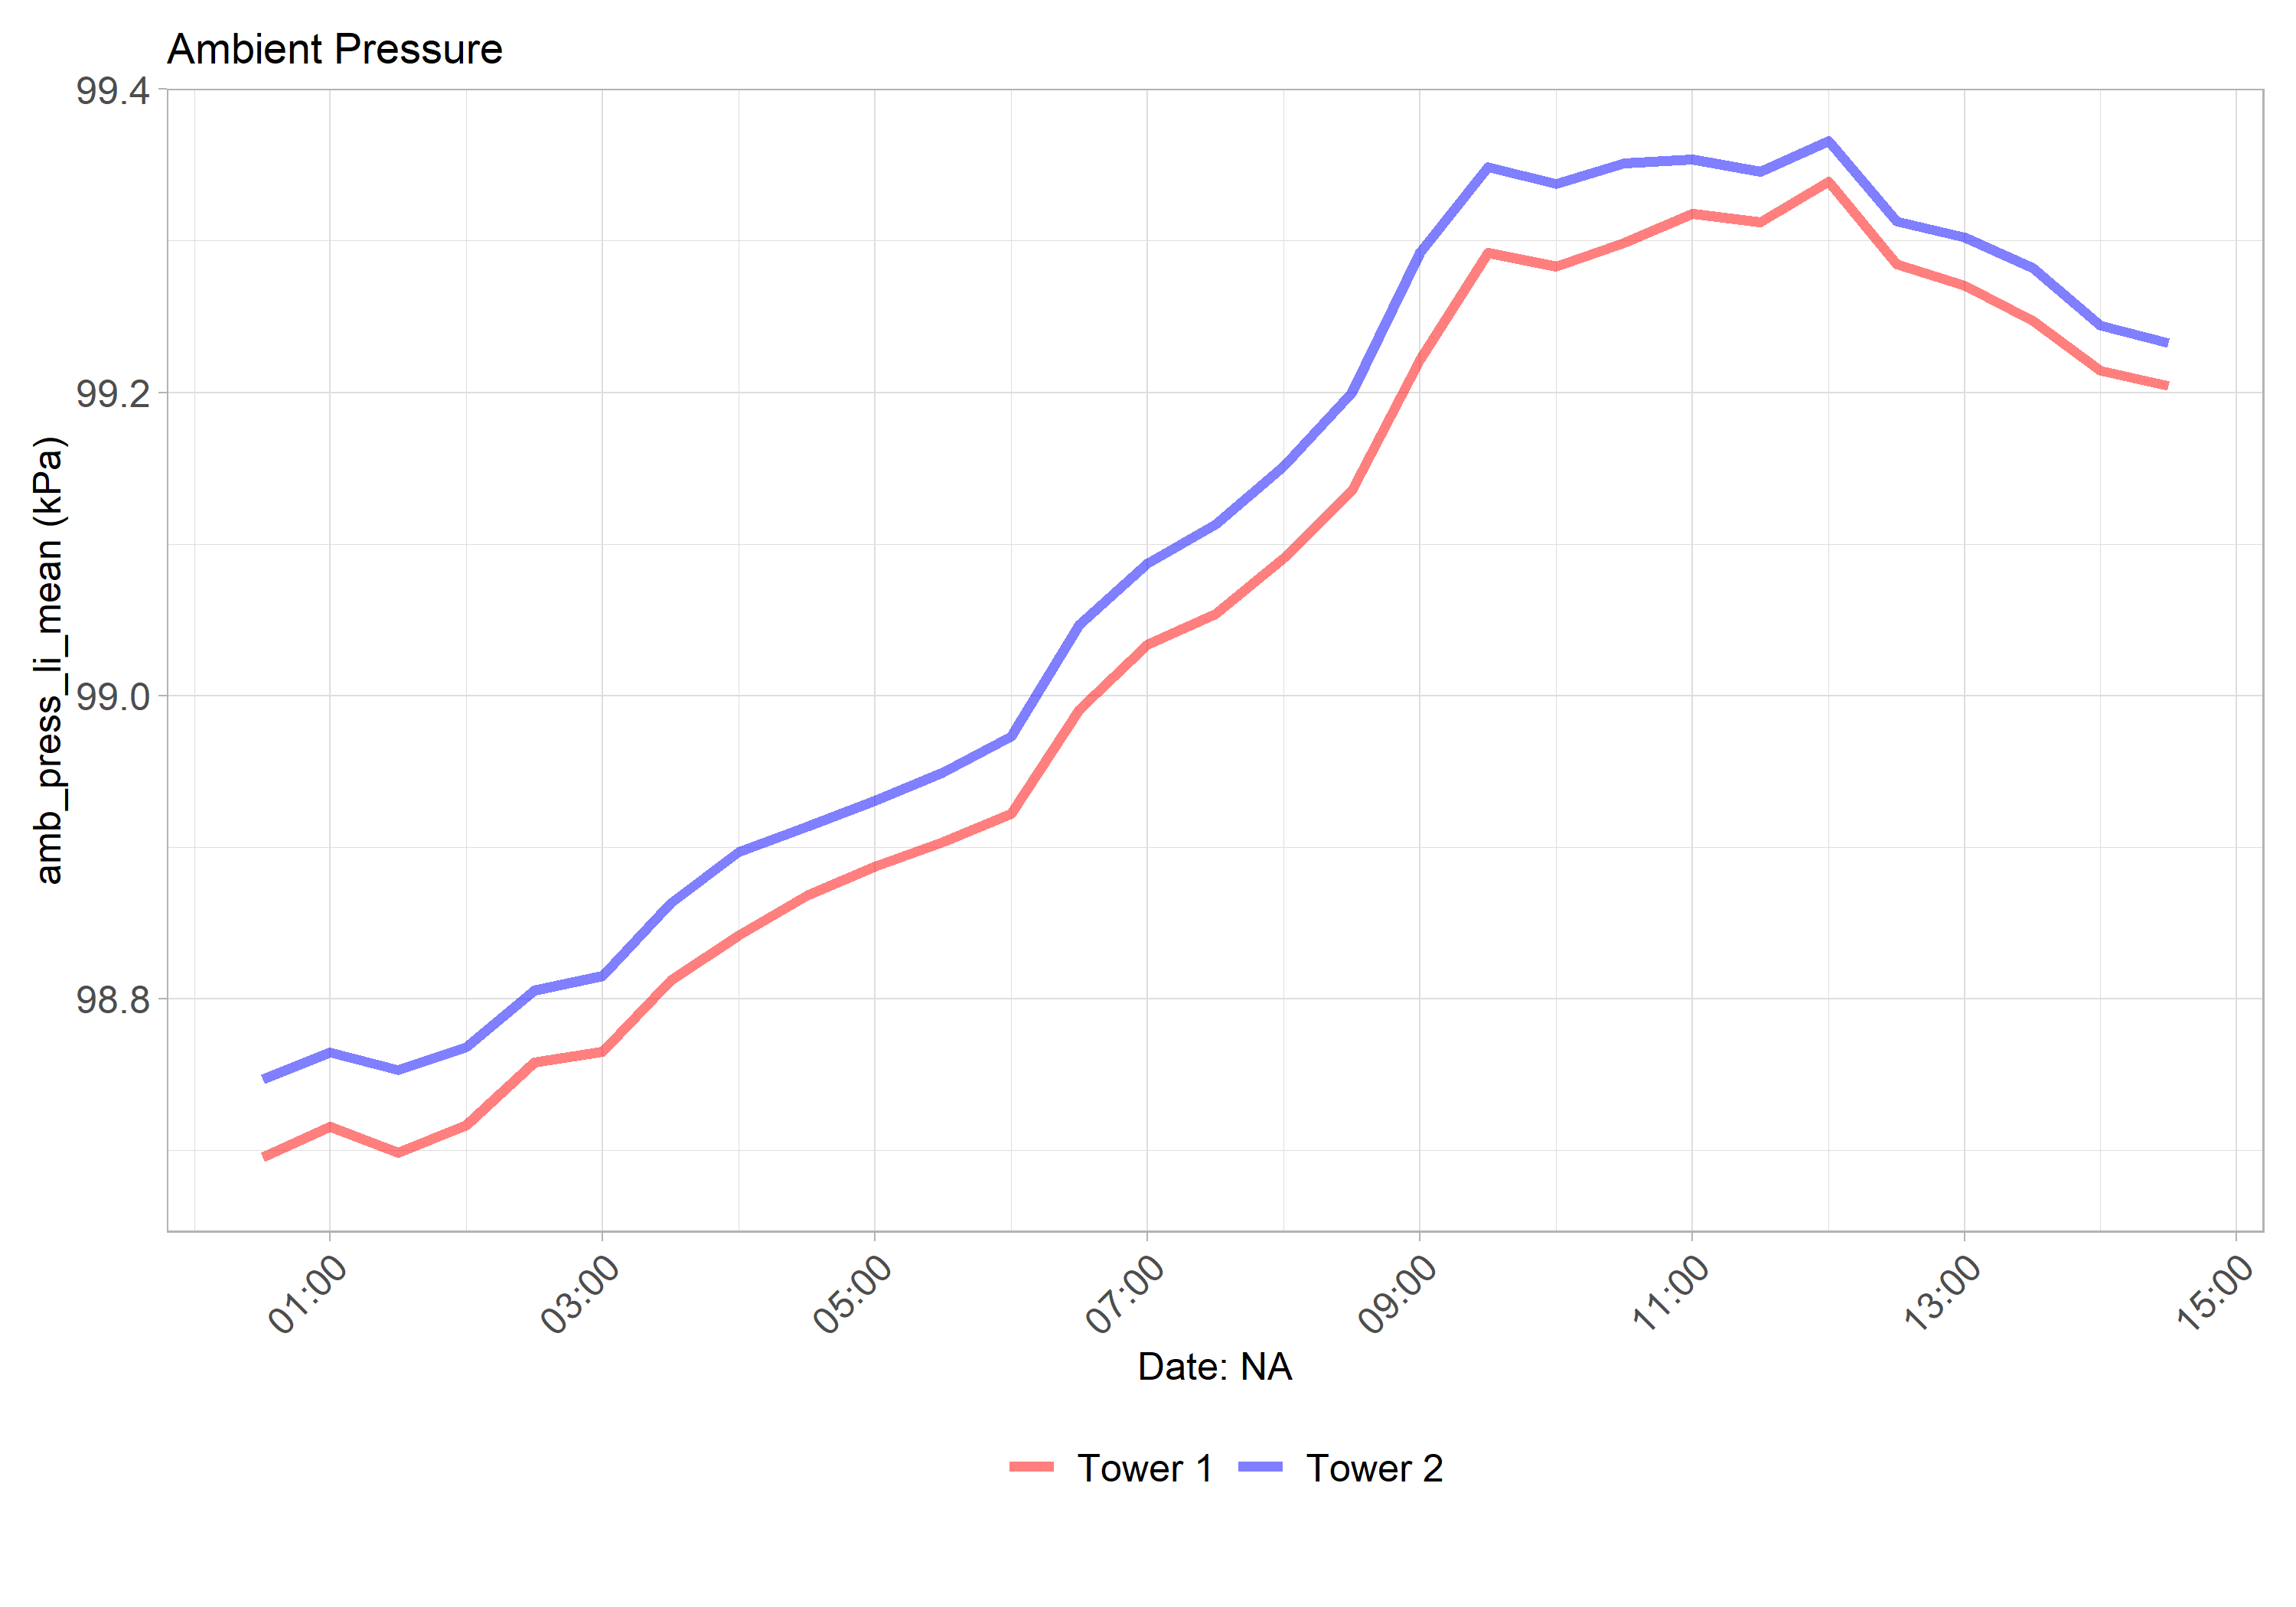 Ambient Pressure
99.4
99.2
99.0
98.8
amb_press_li_mean (kPa)
01:00
03:00
05:00
07:00
09:00
11:00
13:00
15:00
Date: NA
Tower 1
Tower 2